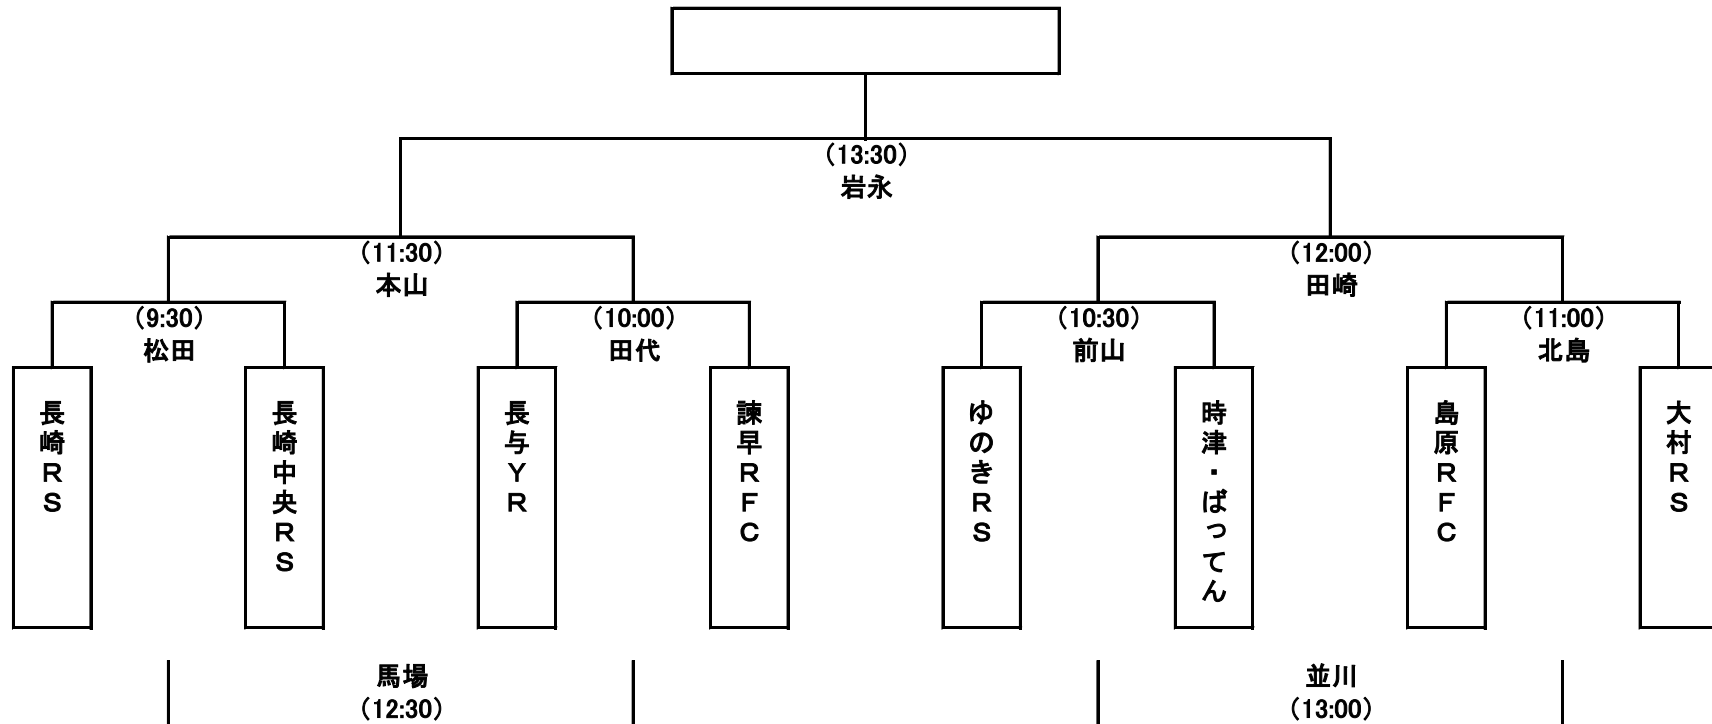 （13:30）
岩永
（11:30）
本山
（12:00）
田崎
（9:30）
松田
（10:00）
田代
（10:30）
前山
（11:00）
北島
長崎ＲＳ
長崎中央ＲＳ
長与ＹＲ
諫早ＲＦＣ
ゆのきＲＳ
時津・ばってん
島原ＲＦＣ
大村ＲＳ
馬場
（12:30）
並川
（13:00）